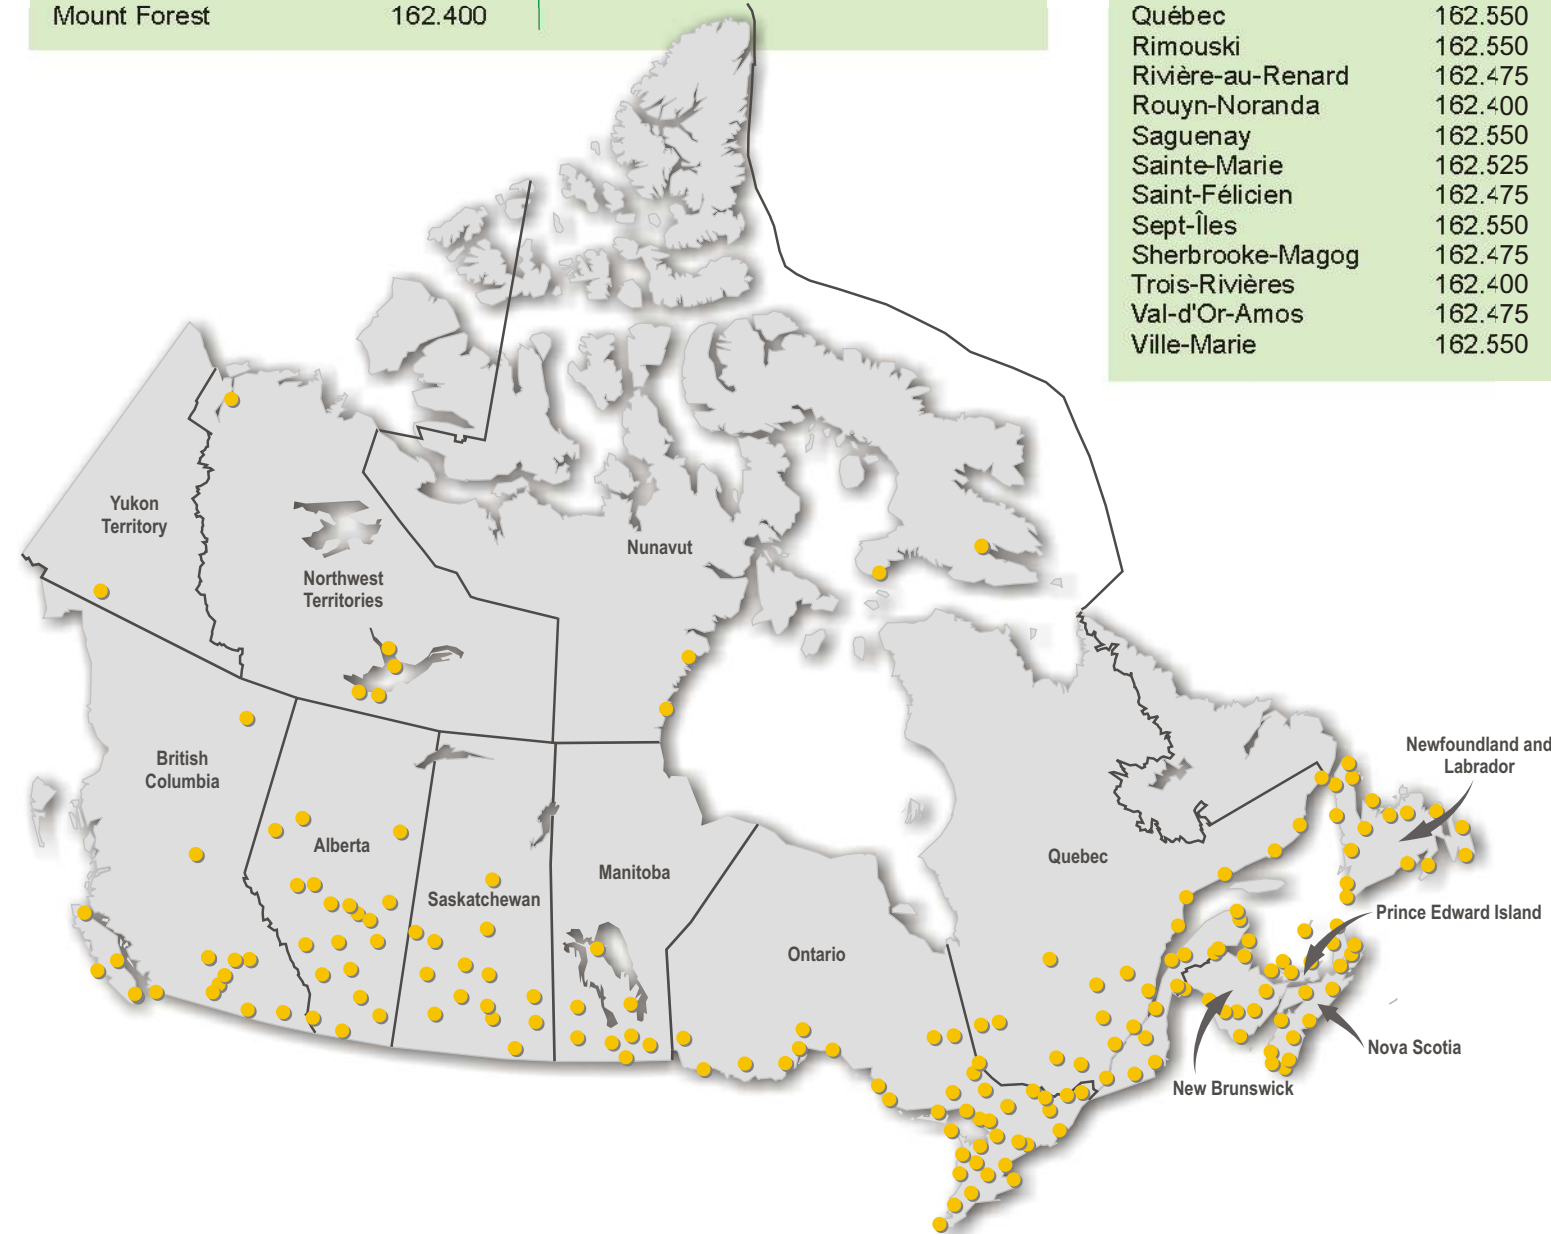 Mount Forest 162.400
Québec 162.550
Rimouski 162.550
Rivière-au-Renard 162.475
Rouyn-Noranda 162.400
Saguenay 162.550
Sainte-Marie 162.525
Saint-Félicien 162.475
Sept-Îles 162.550
Sherbrooke-Magog 162.475
Trois-Rivières 162.400
Val-d'Or-Amos 162.475
Ville-Marie 162.550
Yukon
Territory
Northwest
Territories
Nunavut
British
Columbia
Alberta
Saskatchewan
Manitoba
Ontario
Quebec
Newfoundland and
Labrador
Prince Edward Island
Nova Scotia
New Brunswick